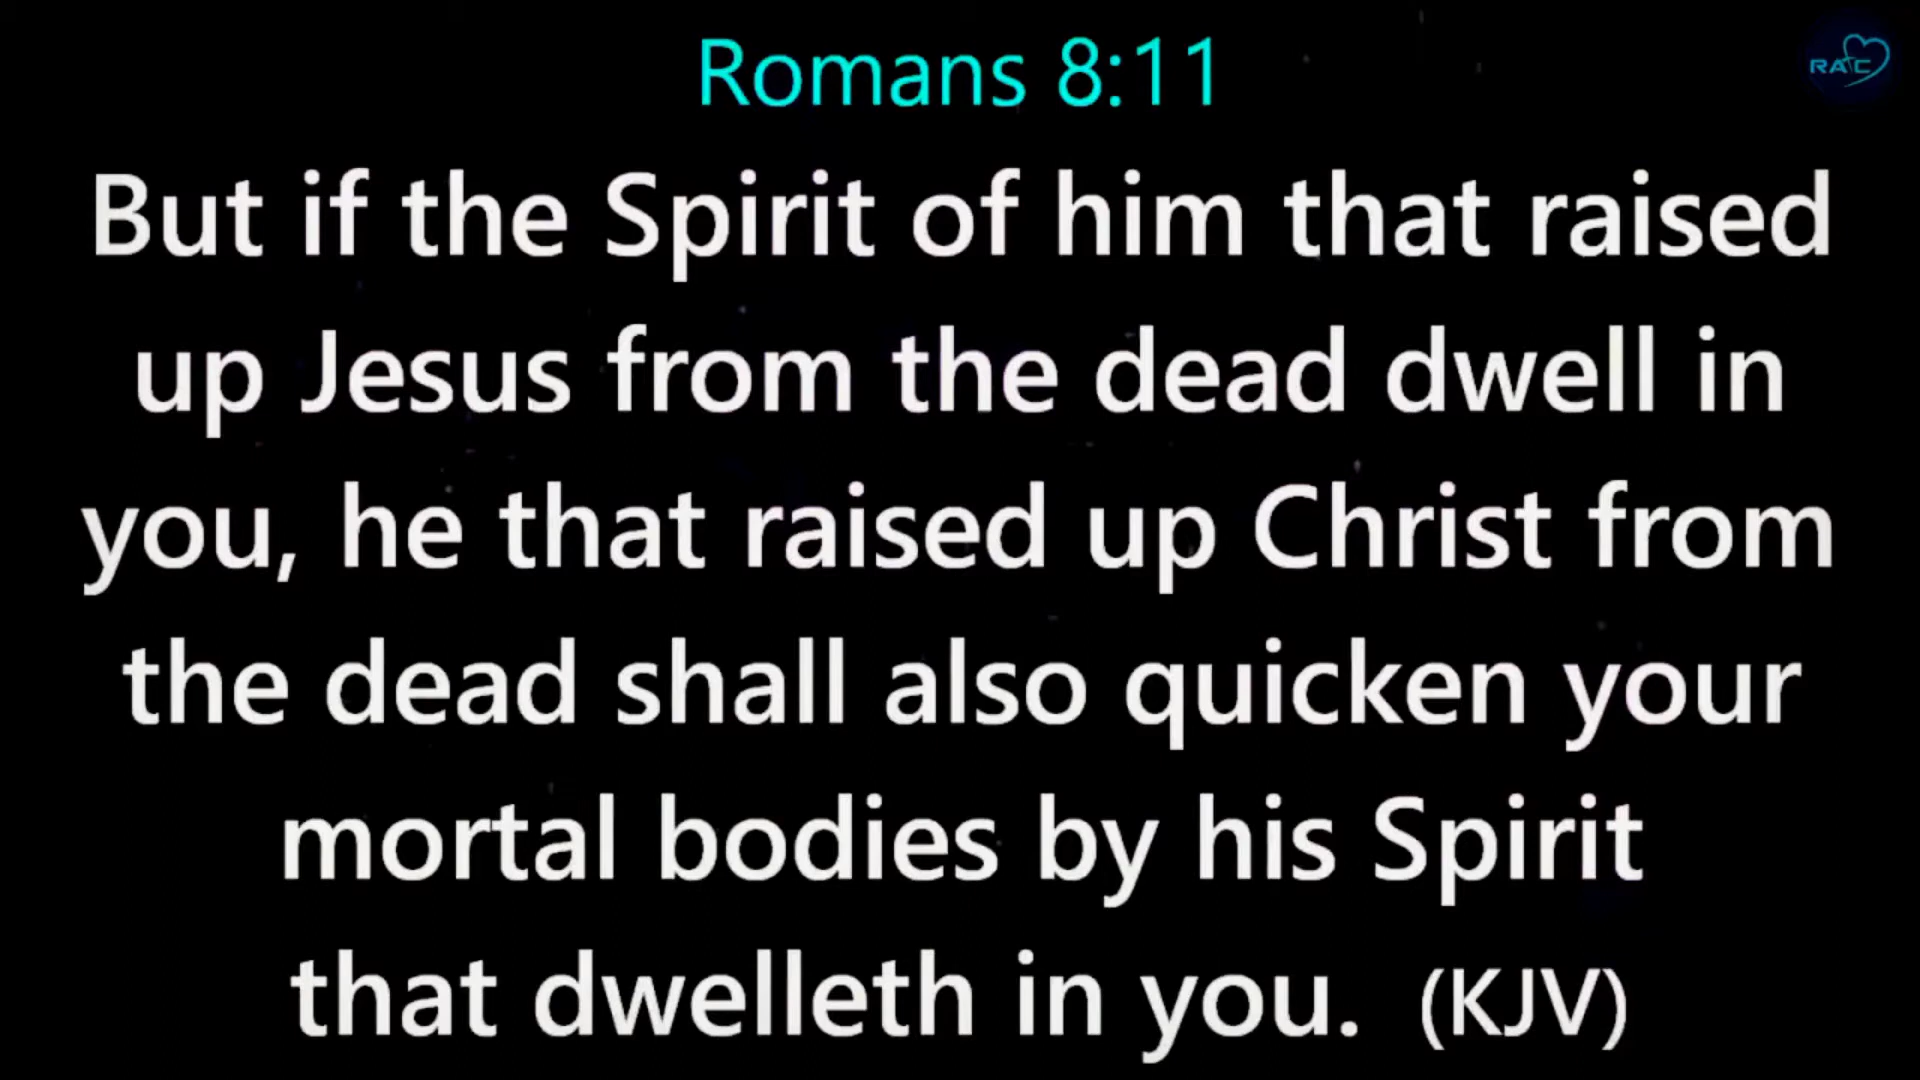 Romans 8:11
RATC
But if the Spirit of him that raised
up Jesus from the dead dwell in
you, he that raised up Christ from
the dead shall also quicken your
mortal bodies by his Spirit
that dwelleth in you. (KJV)